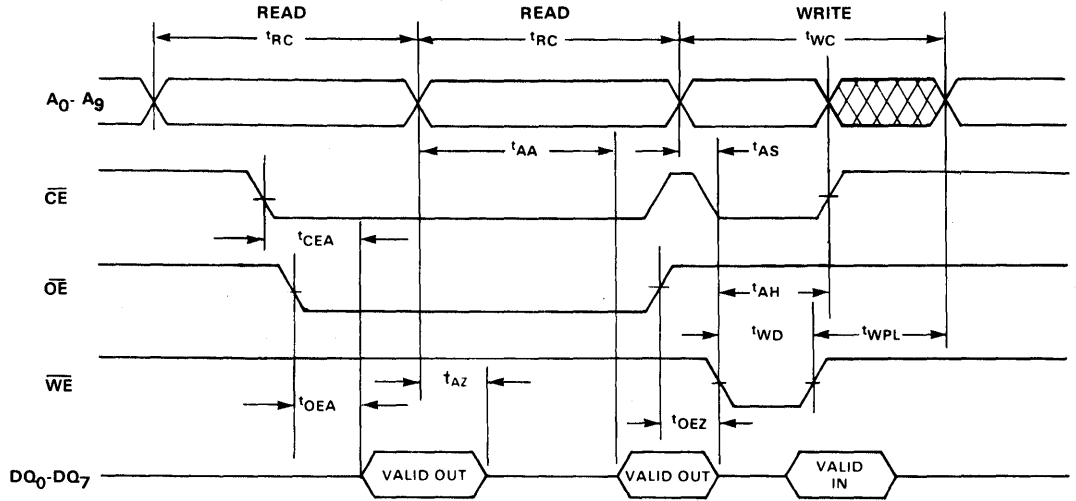 READ READ WRITE
tRC tRC tWC
A0- A9
tAA tAS
CE
tCEA
OE
tAH
tWD tWPL
WE
tAZ
tOEA
tOEZ
DQ0-DQ7 VALID OUT VALID OUT VALID IN